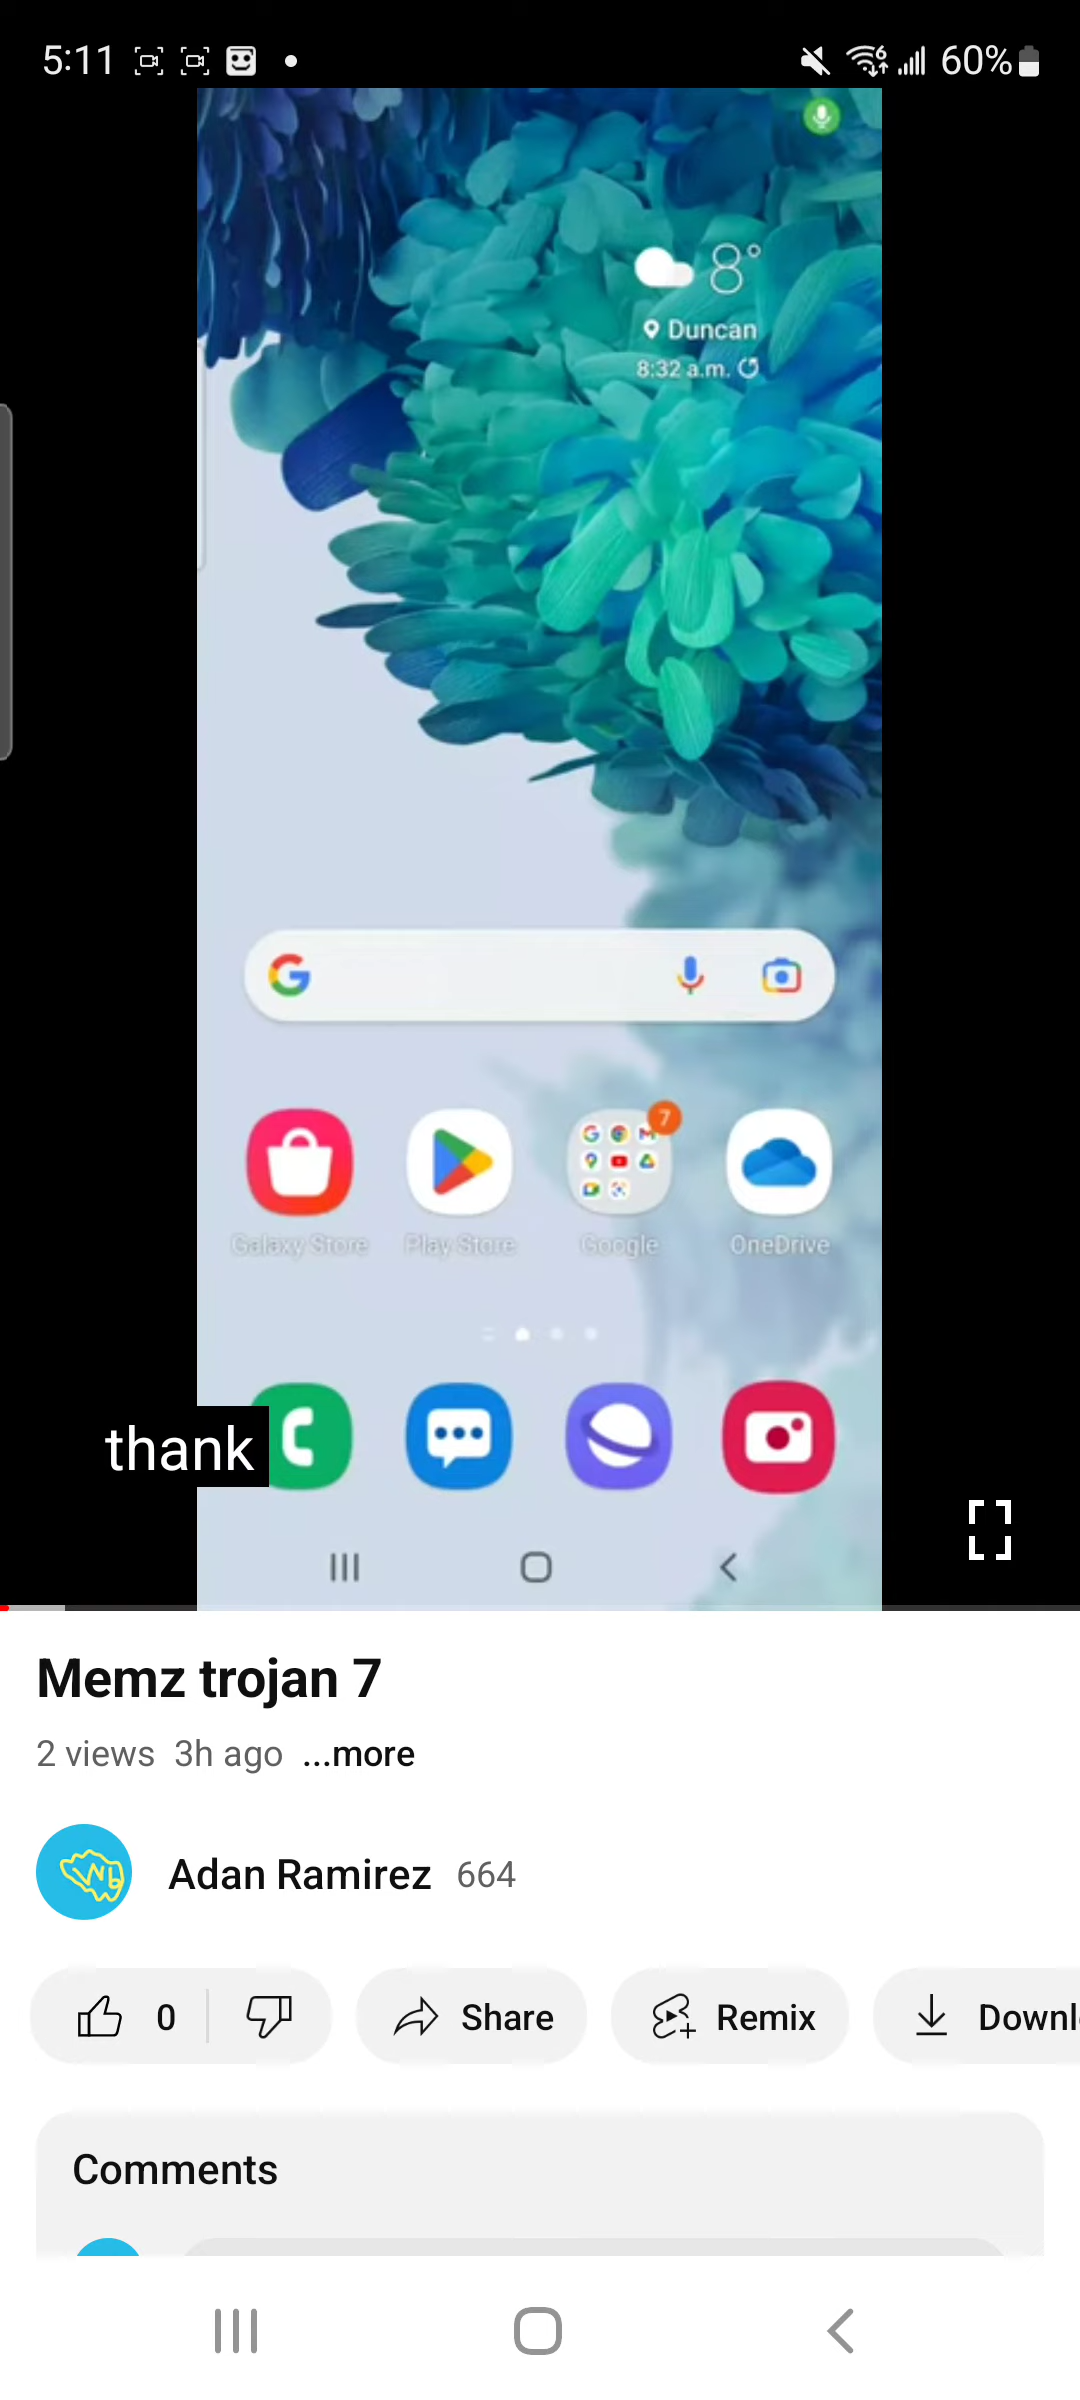 5:11 60%
8°
Duncan
8:32 a.m.
7
Galaxy Store Play Store Google OneDrive
thank
Memz trojan 7
2 views 3h ago ...more
Adan Ramirez 664
0 Share Remix Downl
Comments